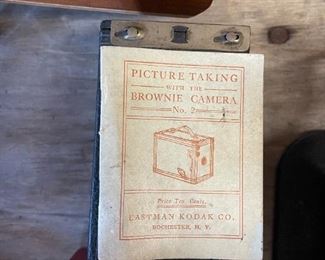 PICTURE TAKING
WITH THE
BROWNIE CAMERA
No. 2
Price Ten Cents.
EASTMAN KODAK CO.
ROCHESTER, N. Y.